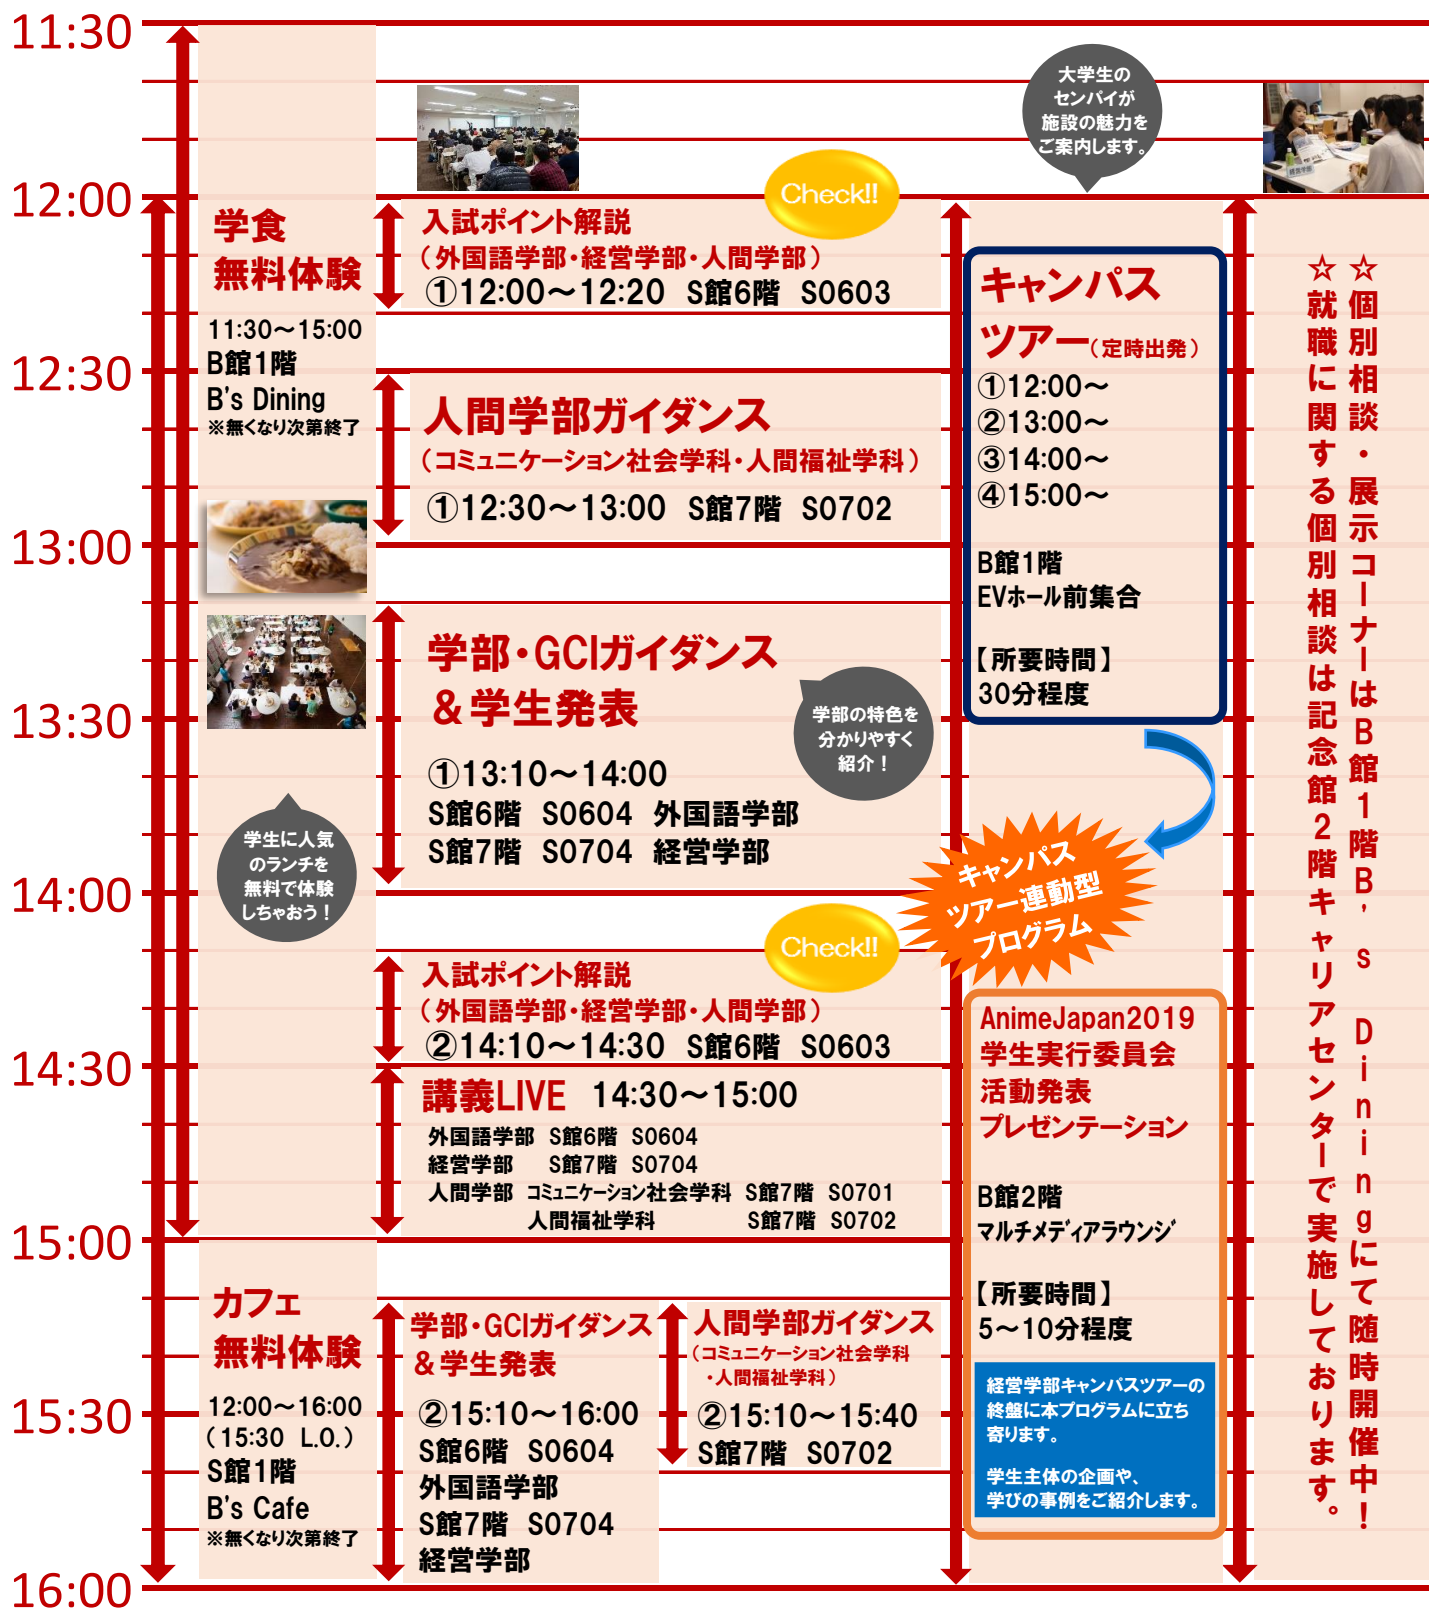 11:30
12:00
12:30
13:00
13:30
14:00
14:30
15:00
15:30
16:00
学食
無料体験
11:30～15:00
B館1階
B's Dining
※無くなり次第終了
学生に人気
のランチを
無料で体験
しちゃおう！
カフェ
無料体験
12:00～16:00
（15:30 L.O.）
S館1階
B's Cafe
※無くなり次第終了
Check!!
入試ポイント解説
（外国語学部・経営学部・人間学部）
①12:00～12:20 S館6階 S0603
人間学部ガイダンス
（コミュニケーション社会学科・人間福祉学科）
①12:30～13:00 S館7階 S0702
学部・GCIガイダンス
＆学生発表
学部の特色を
分かりやすく
紹介！
①13:10～14:00
S館6階 S0604 外国語学部
S館7階 S0704 経営学部
Check!!
入試ポイント解説
（外国語学部・経営学部・人間学部）
②14:10～14:30 S館6階 S0603
講義LIVE 14:30～15:00
外国語学部 S館6階 S0604
経営学部 S館7階 S0704
人間学部 コミュニケーション社会学科 S館7階 S0701
人間福祉学科 S館7階 S0702
学部・GCIガイダンス
＆学生発表
②15:10～16:00
S館6階 S0604
外国語学部
S館7階 S0704
経営学部
人間学部ガイダンス
（コミュニケーション社会学科
・人間福祉学科）
②15:10～15:40
S館7階 S0702
大学生の
センパイが
施設の魅力を
ご案内します。
キャンパス
ツアー（定時出発）
①12:00～
②13:00～
③14:00～
④15:00～
B館1階
EVホール前集合
【所要時間】
30分程度
キャンパス
ツアー連動型
プログラム
AnimeJapan2019
学生実行委員会
活動発表
プレゼンテーション
B館2階
マルチメディアラウンジ
【所要時間】
5～10分程度
経営学部キャンパスツアーの
終盤に本プログラムに立ち
寄ります。
学生主体の企画や、
学びの事例をご紹介します。
☆個別相談・展示コーナーはB館1階B's Diningにて随時開催中！
☆就職に関する個別相談は記念館2階キャリアセンターで実施しております。